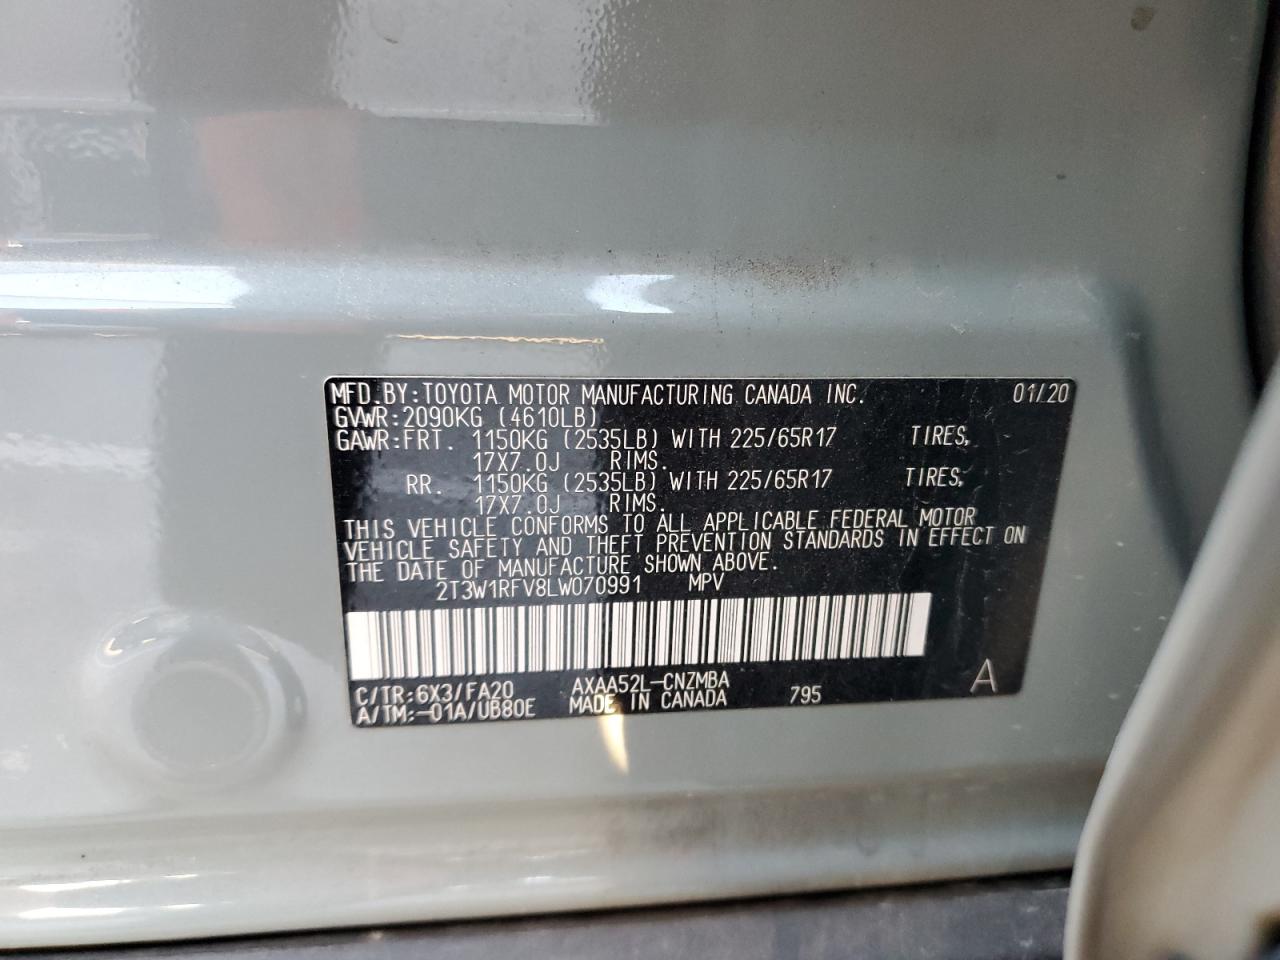 MFD.BY:TOYOTA MOTOR MANUFACTURING CANADA INC. 01/20
GVWR:2090KG (4610LB)
GAWR:FRT. 1150KG (2535LB) WITH 225/65R17 TIRES,
17X7.0J RIMS.
RR. 1150KG (2535LB) WITH 225/65R17 TIRES,
17X7.0J RIMS.
THIS VEHICLE CONFORMS TO ALL APPLICABLE FEDERAL MOTOR
VEHICLE SAFETY AND THEFT PREVENTION STANDARDS IN EFFECT ON
THE DATE OF MANUFACTURE SHOWN ABOVE.
2T3W1RFV8LW070991 MPV
C/TR:6X3/FA20 AXAA52L-CNZMBA A
A/TM:-01A/UB80E MADE IN CANADA 795